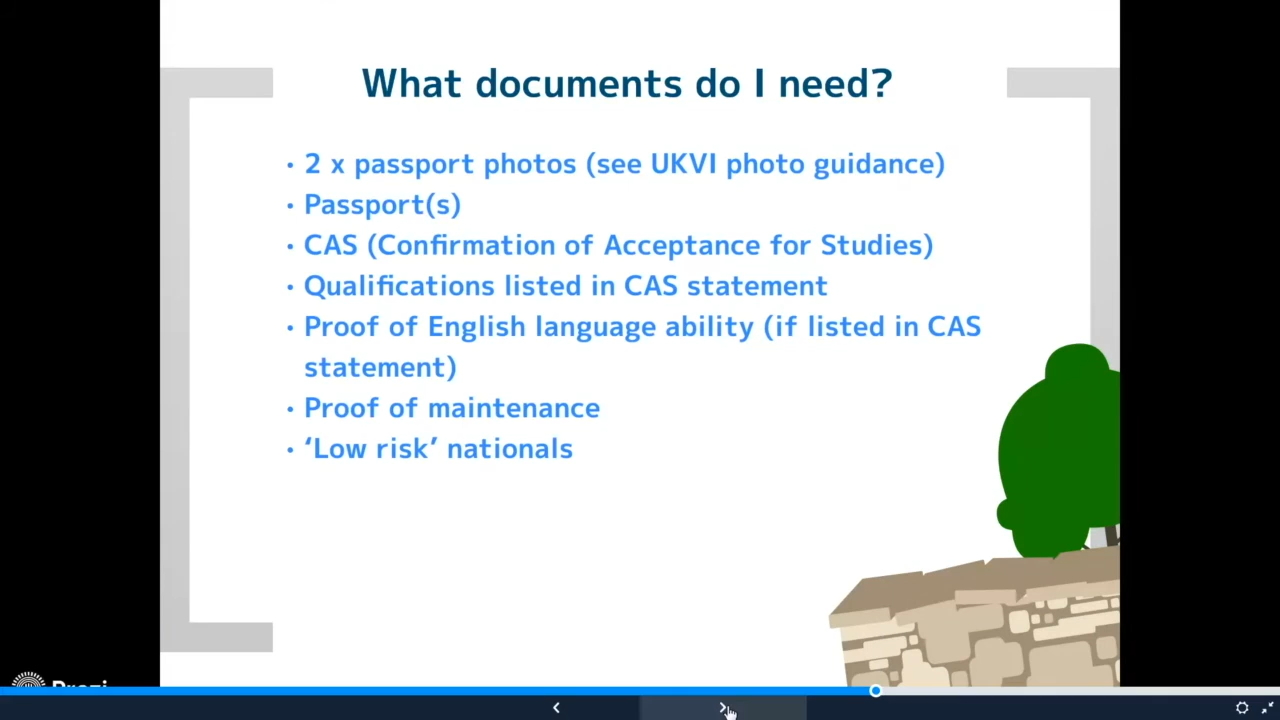 What documents do I need?
• 2 x passport photos (see UKVI photo guidance)
• Passport(s)
• CAS (Confirmation of Acceptance for Studies)
• Qualifications listed in CAS statement
• Proof of English language ability (if listed in CAS
statement)
• Proof of maintenance
• ‘Low risk’ nationals
Prezi